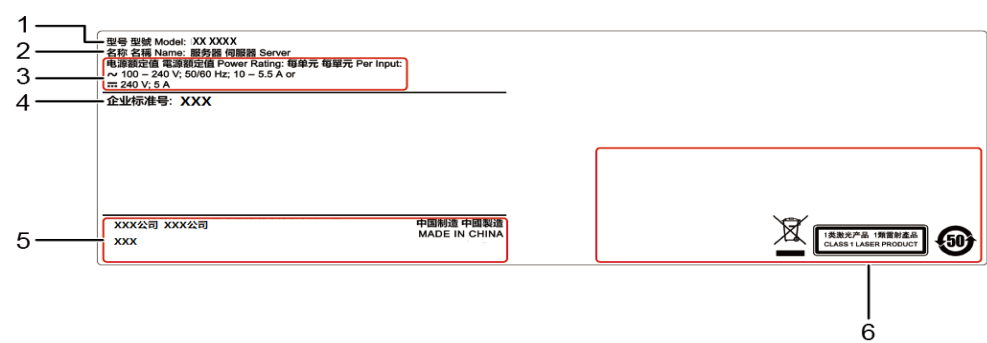 1
型号 型號 Model: XX XXXX
2
名称 名稱 Name: 服务器 伺服器 Server
电源额定值 電源額定值 Power Rating: 每单元 每單元 Per Input:
3
∼ 100 – 240 V; 50/60 Hz; 10 – 5.5 A or
⎓ 240 V; 5 A
4
企业标准号: XXX
XXX公司 XXX公司
中国制造 中國製造
5
XXX
MADE IN CHINA
1类激光产品 1類雷射產品
CLASS 1 LASER PRODUCT
50
6